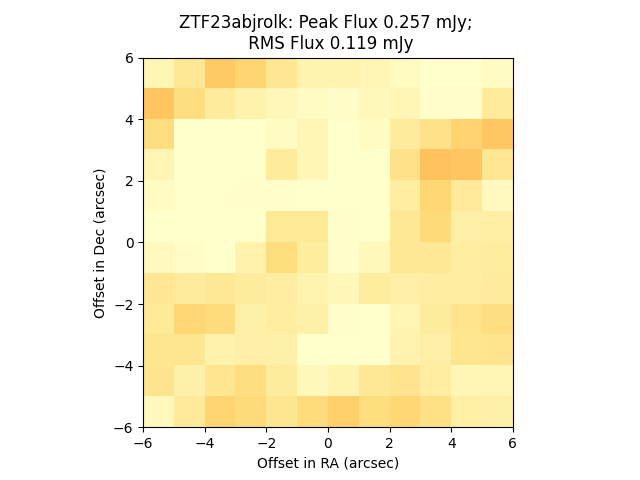 ZTF23abjrolk: Peak Flux 0.257 mJy;
RMS Flux 0.119 mJy
6
4
2
0
−2
−4
−6
Offset in Dec (arcsec)
−6 −4 −2 0 2 4 6
Offset in RA (arcsec)